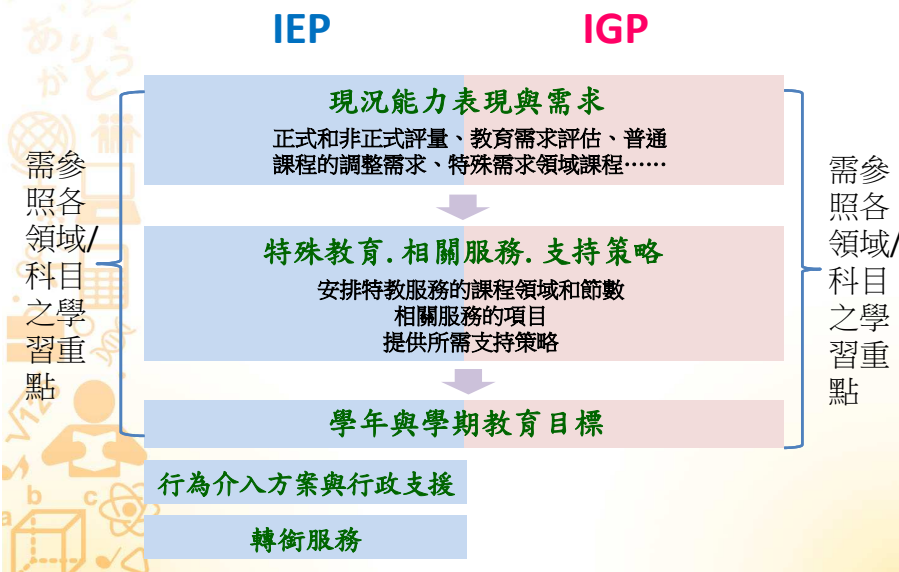 IEP
IGP
現況能力表現與需求
正式和非正式評量、教育需求評估、普通
課程的調整需求、特殊需求領域課程……
特殊教育.相關服務.支持策略
安排特教服務的課程領域和節數
相關服務的項目
提供所需支持策略
學年與學期教育目標
行為介入方案與行政支援
轉銜服務
需參
照各
領域/
科目
之學
習重
點
需參
照各
領域/
科目
之學
習重
點
ありう
がと
√12
b
c
a